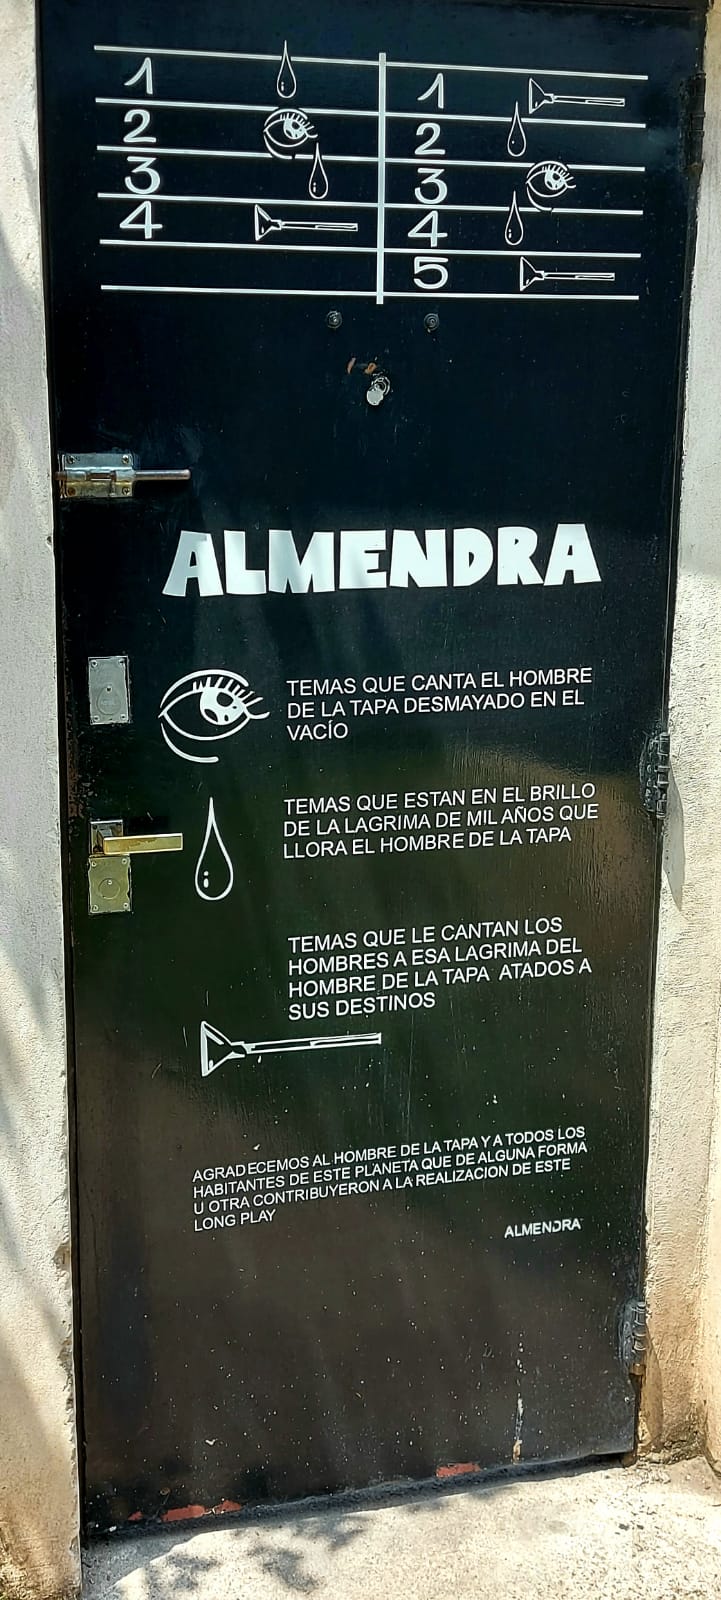 1 1
2 2
3 3
4 4
5
ALMENDRA
TEMAS QUE CANTA EL HOMBRE
DE LA TAPA DESMAYADO EN EL
VACÍO
TEMAS QUE ESTAN EN EL BRILLO
DE LA LAGRIMA DE MIL AÑOS QUE
LLORA EL HOMBRE DE LA TAPA
TEMAS QUE LE CANTAN LOS
HOMBRES A ESA LAGRIMA DEL
HOMBRE DE LA TAPA ATADOS A
SUS DESTINOS
AGRADECEMOS AL HOMBRE DE LA TAPA Y A TODOS LOS
HABITANTES DE ESTE PLANETA QUE DE ALGUNA FORMA
U OTRA CONTRIBUYERON A LA REALIZACION DE ESTE
LONG PLAY
ALMENDRA